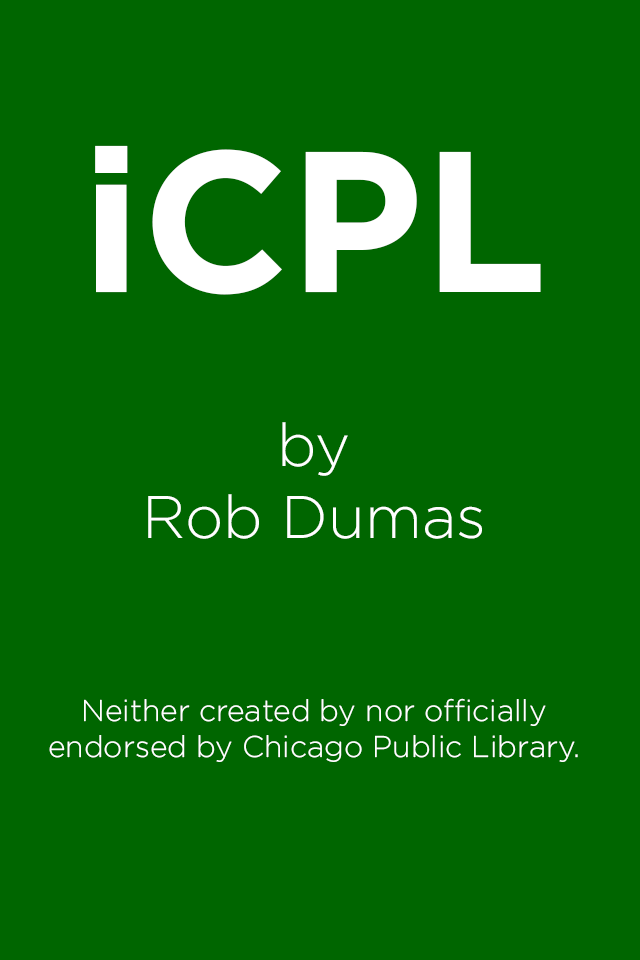 iCPL
by
Rob Dumas
Neither created by nor officially
endorsed by Chicago Public Library.